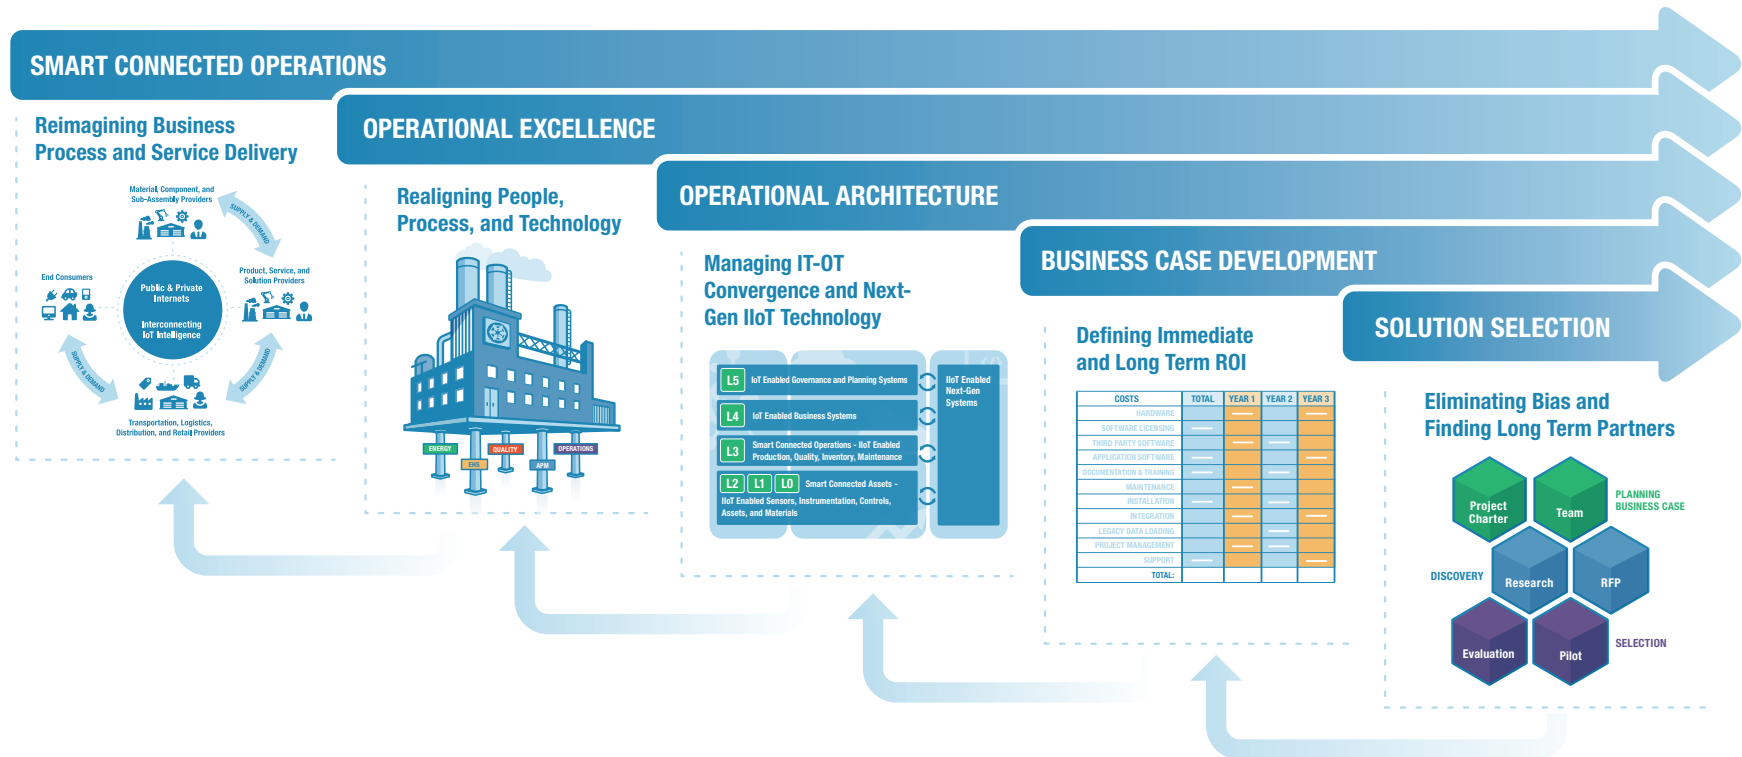 SMART CONNECTED OPERATIONS
Reimagining Business
Process and Service Delivery
Material, Component, and
Sub-Assembly Providers
SUPPLY & DEMAND
End Consumers
Product, Service, and
Solution Providers
Public & Private
Internets
Interconnecting
IoT Intelligence
SUPPLY & DEMAND
SUPPLY & DEMAND
Transportation, Logistics,
Distribution, and Retail Providers
OPERATIONAL EXCELLENCE
Realigning People,
Process, and Technology
ENERGY
EHS
QUALITY
APM
OPERATIONS
OPERATIONAL ARCHITECTURE
Managing IT-OT
Convergence and Next-
Gen IIoT Technology
L5 IoT Enabled Governance and Planning Systems
L4 IoT Enabled Business Systems
L3 Smart Connected Operations - IIoT Enabled
Production, Quality, Inventory, Maintenance
L2 L1 L0 Smart Connected Assets -
IIoT Enabled Sensors, Instrumentation, Controls,
Assets, and Materials
IIoT Enabled
Next-Gen
Systems
BUSINESS CASE DEVELOPMENT
Defining Immediate
and Long Term ROI
COSTS TOTAL YEAR 1 YEAR 2 YEAR 3
HARDWARE
SOFTWARE LICENSING
THIRD PARTY SOFTWARE
APPLICATION SOFTWARE
DOCUMENTATION & TRAINING
MAINTENANCE
INSTALLATION
INTEGRATION
LEGACY DATA LOADING
PROJECT MANAGEMENT
SUPPORT
TOTAL:
SOLUTION SELECTION
Eliminating Bias and
Finding Long Term Partners
Project
Charter
Team
PLANNING
BUSINESS CASE
DISCOVERY
Research
RFP
Evaluation
Pilot
SELECTION